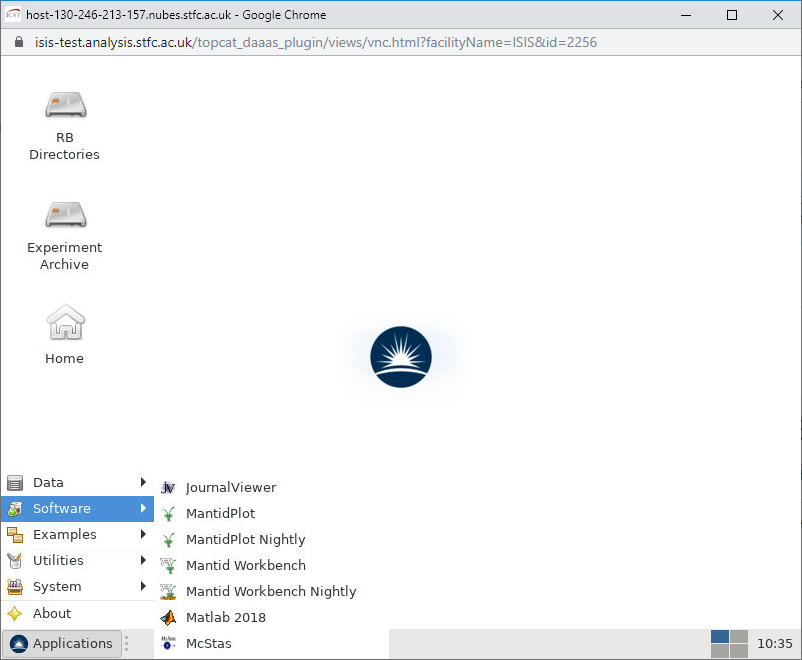 host-130-246-213-157.nubes.stfc.ac.uk - Google Chrome
isis-test.analysis.stfc.ac.uk/topcat_daaas_plugin/views/vnc.html?facilityName=ISIS&id=2256
RB
Directories
Experiment
Archive
Home
Data
Software
Examples
Utilities
System
About
Applications
JournalViewer
MantidPlot
MantidPlot Nightly
Mantid Workbench
Mantid Workbench Nightly
Matlab 2018
McStas
10:35